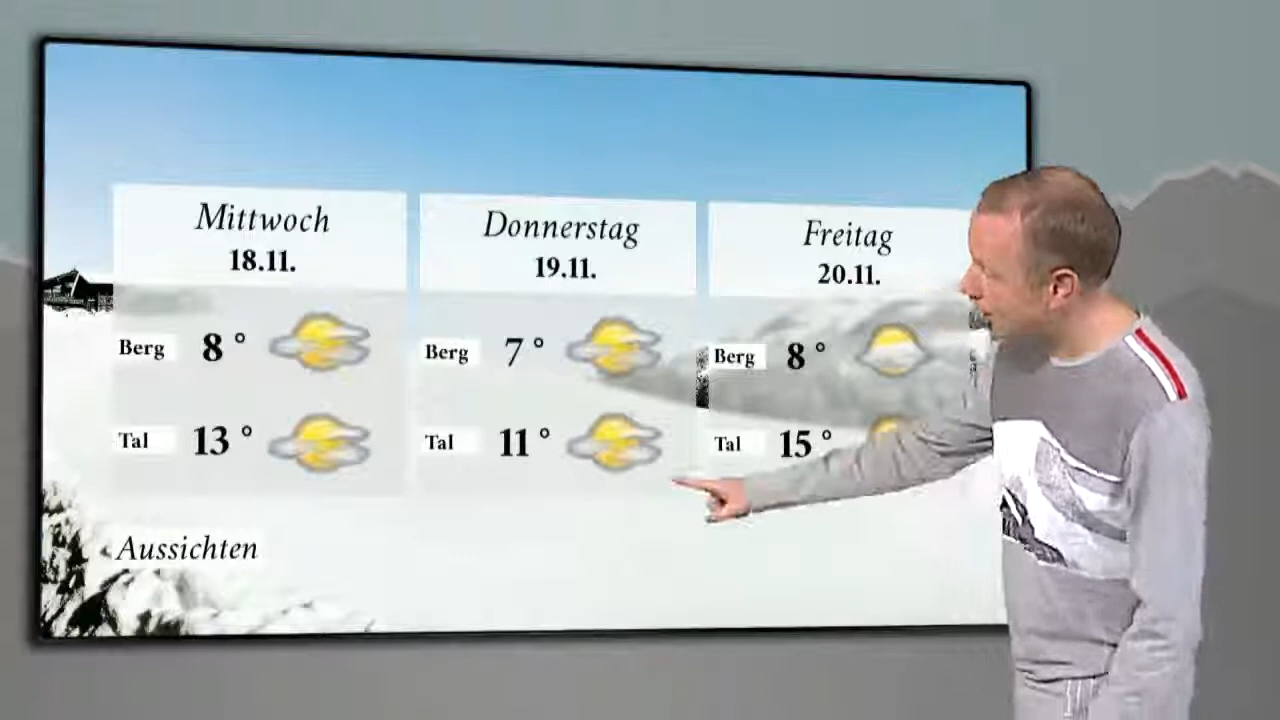 Mittwoch
18.11.
Berg 8 °
Tal 13 °
Donnerstag
19.11.
Berg 7 °
Tal 11 °
Freitag
20.11.
Berg 8 °
Tal 15 °
Aussichten